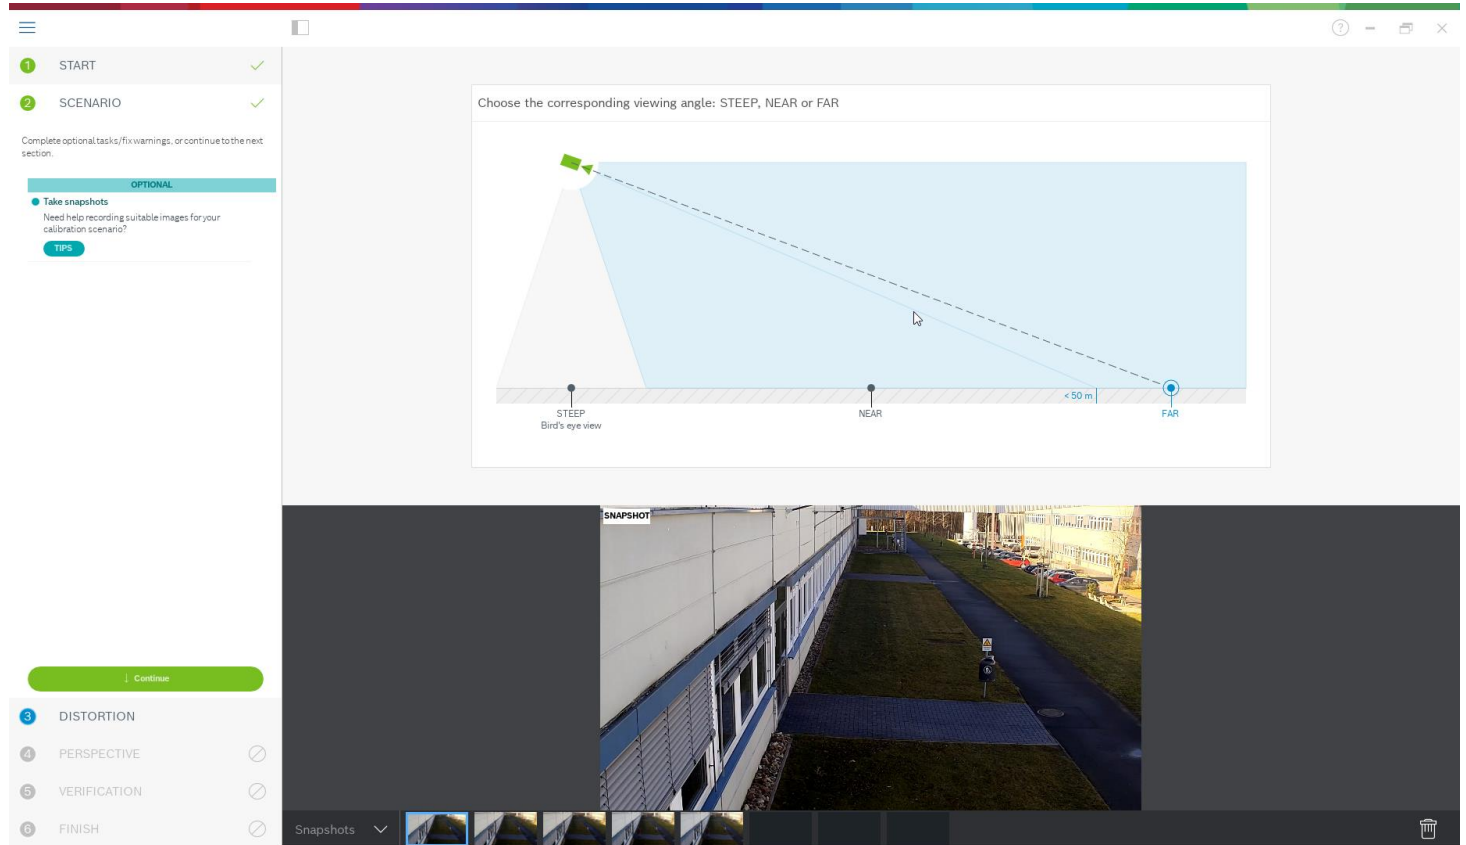 1 START
2 SCENARIO
Complete optional tasks/fix warnings, or continue to the next
section.
OPTIONAL
Take snapshots
Need help recording suitable images for your
calibration scenario?
TIPS
↓ Continue
3 DISTORTION
4 PERSPECTIVE
5 VERIFICATION
6 FINISH
?
Choose the corresponding viewing angle: STEEP, NEAR or FAR
< 50 m
STEEP
Bird's eye view
NEAR
FAR
SNAPSHOT
Snapshots